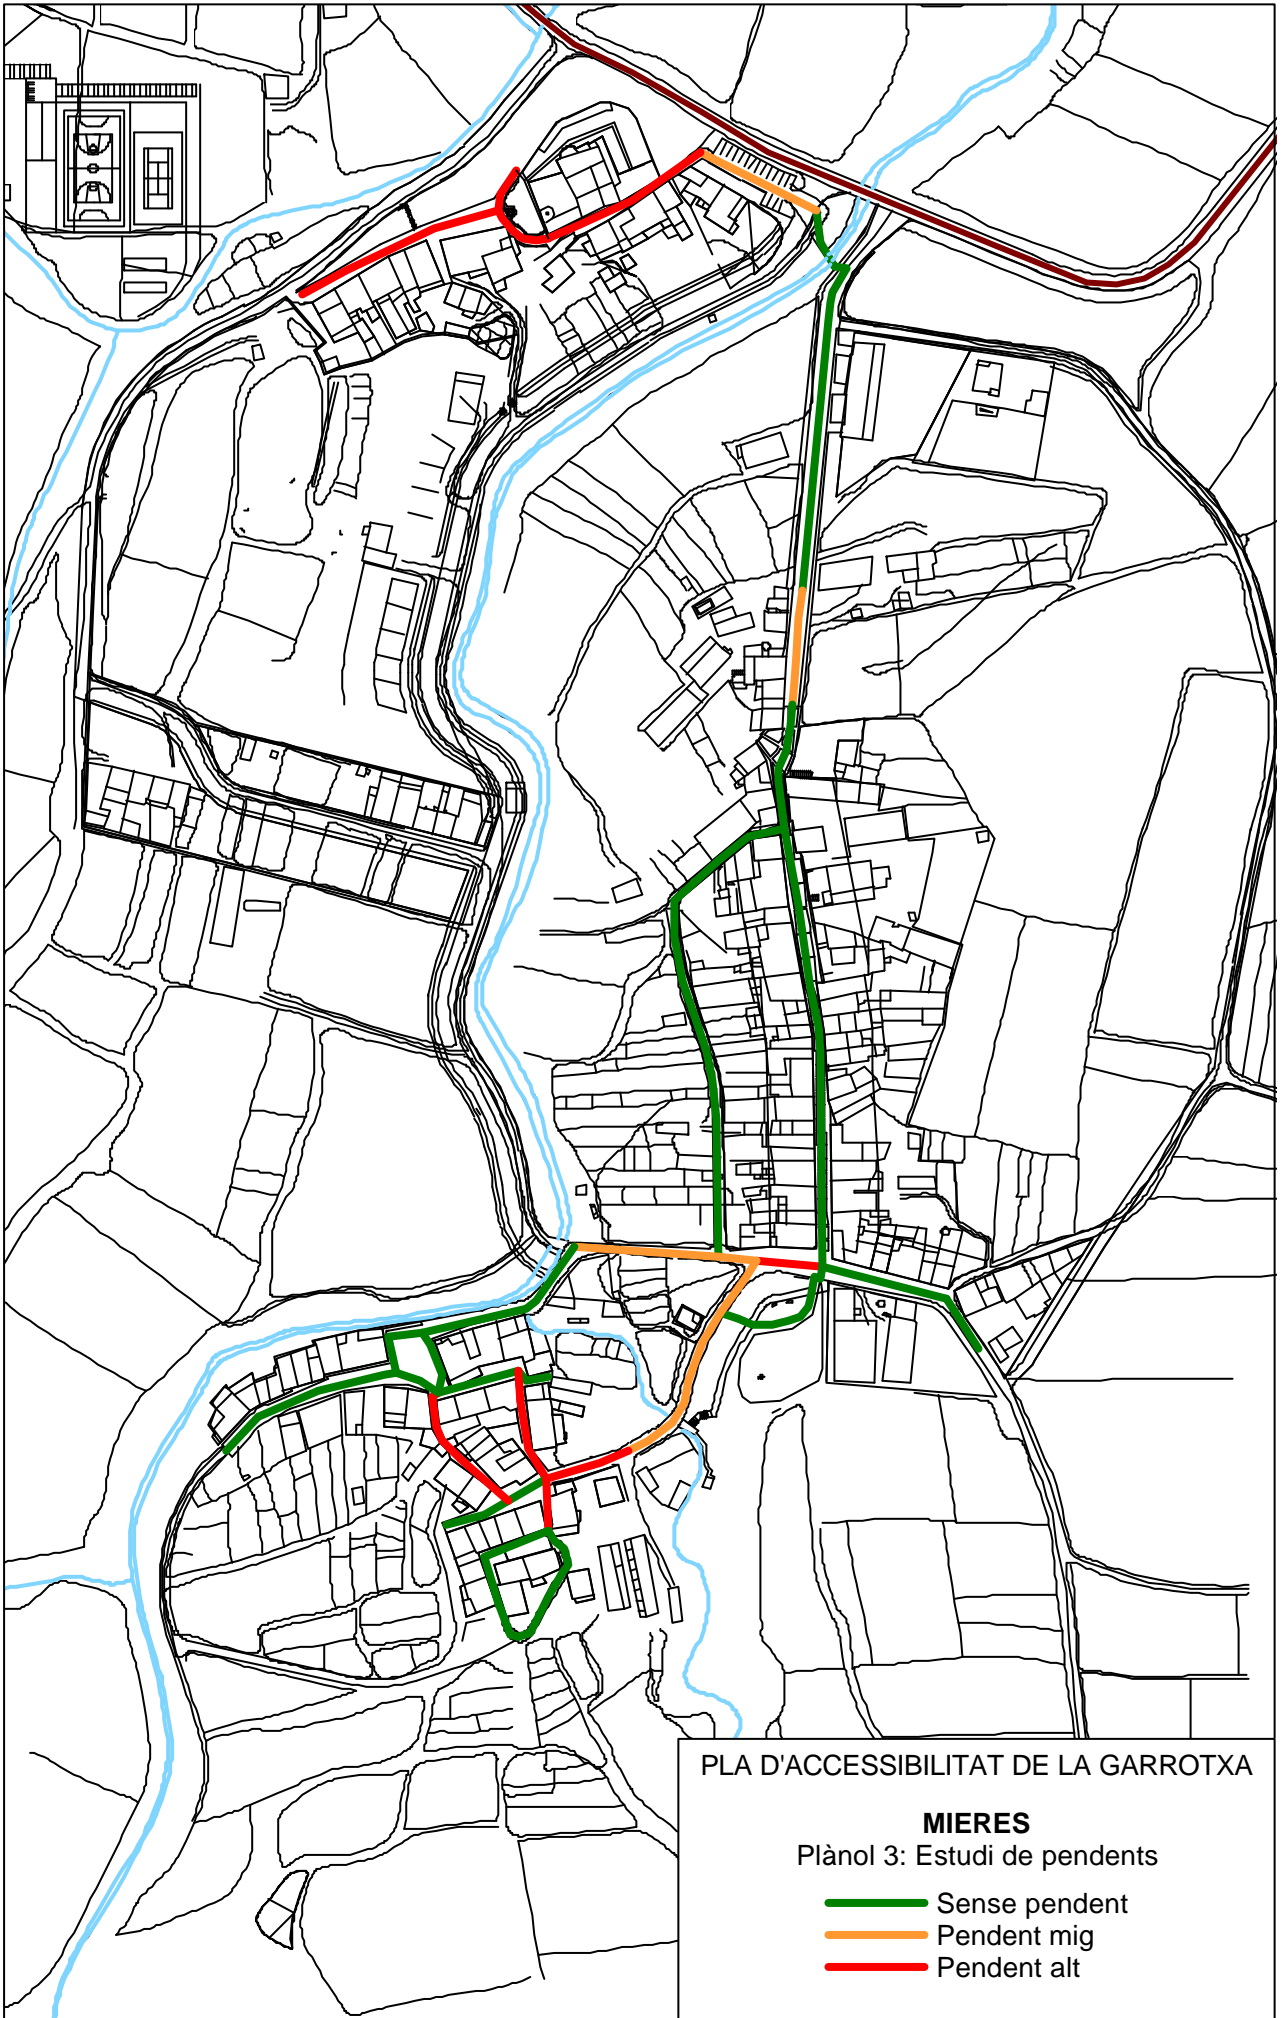 PLA D'ACCESSIBILITAT DE LA GARROTXA
MIERES
Plànol 3: Estudi de pendents
Sense pendent
Pendent mig
Pendent alt